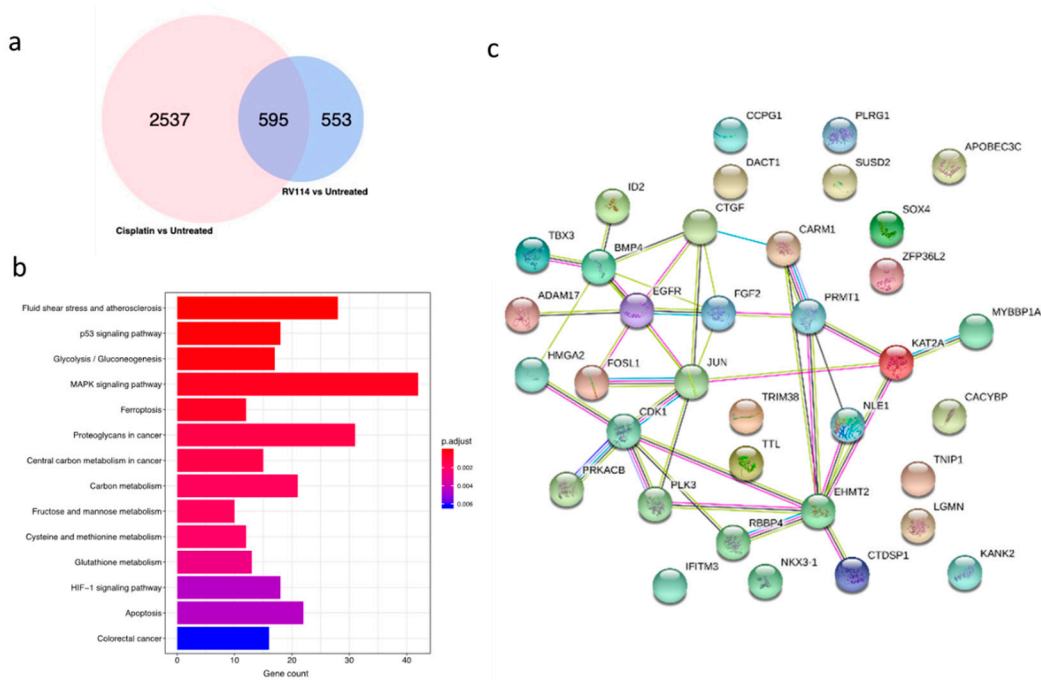 a
2537
595
553
RV114 vs Untreated
Cisplatin vs Untreated
b
Fluid shear stress and atherosclerosis
p53 signaling pathway
Glycolysis / Gluconeogenesis
MAPK signaling pathway
Ferroptosis
Proteoglycans in cancer
Central carbon metabolism in cancer
Carbon metabolism
Fructose and mannose metabolism
Cysteine and methionine metabolism
Glutathione metabolism
HIF−1 signaling pathway
Apoptosis
Colorectal cancer
0 10 20 30 40
Gene count
p.adjust
0.002
0.004
0.006
c
CCPG1
PLRG1
APOBEC3C
DACT1
SUSD2
ID2
CTGF
SOX4
TBX3
BMP4
CARM1
ZFP36L2
ADAM17
EGFR
FGF2
PRMT1
MYBBP1A
KAT2A
HMGA2
FOSL1
JUN
CACYBP
TRIM38
NLE1
CDK1
TTL
TNIP1
PRKACB
PLK3
EHMT2
LGMN
RBBP4
IFITM3
NKX3-1
CTDSP1
KANK2